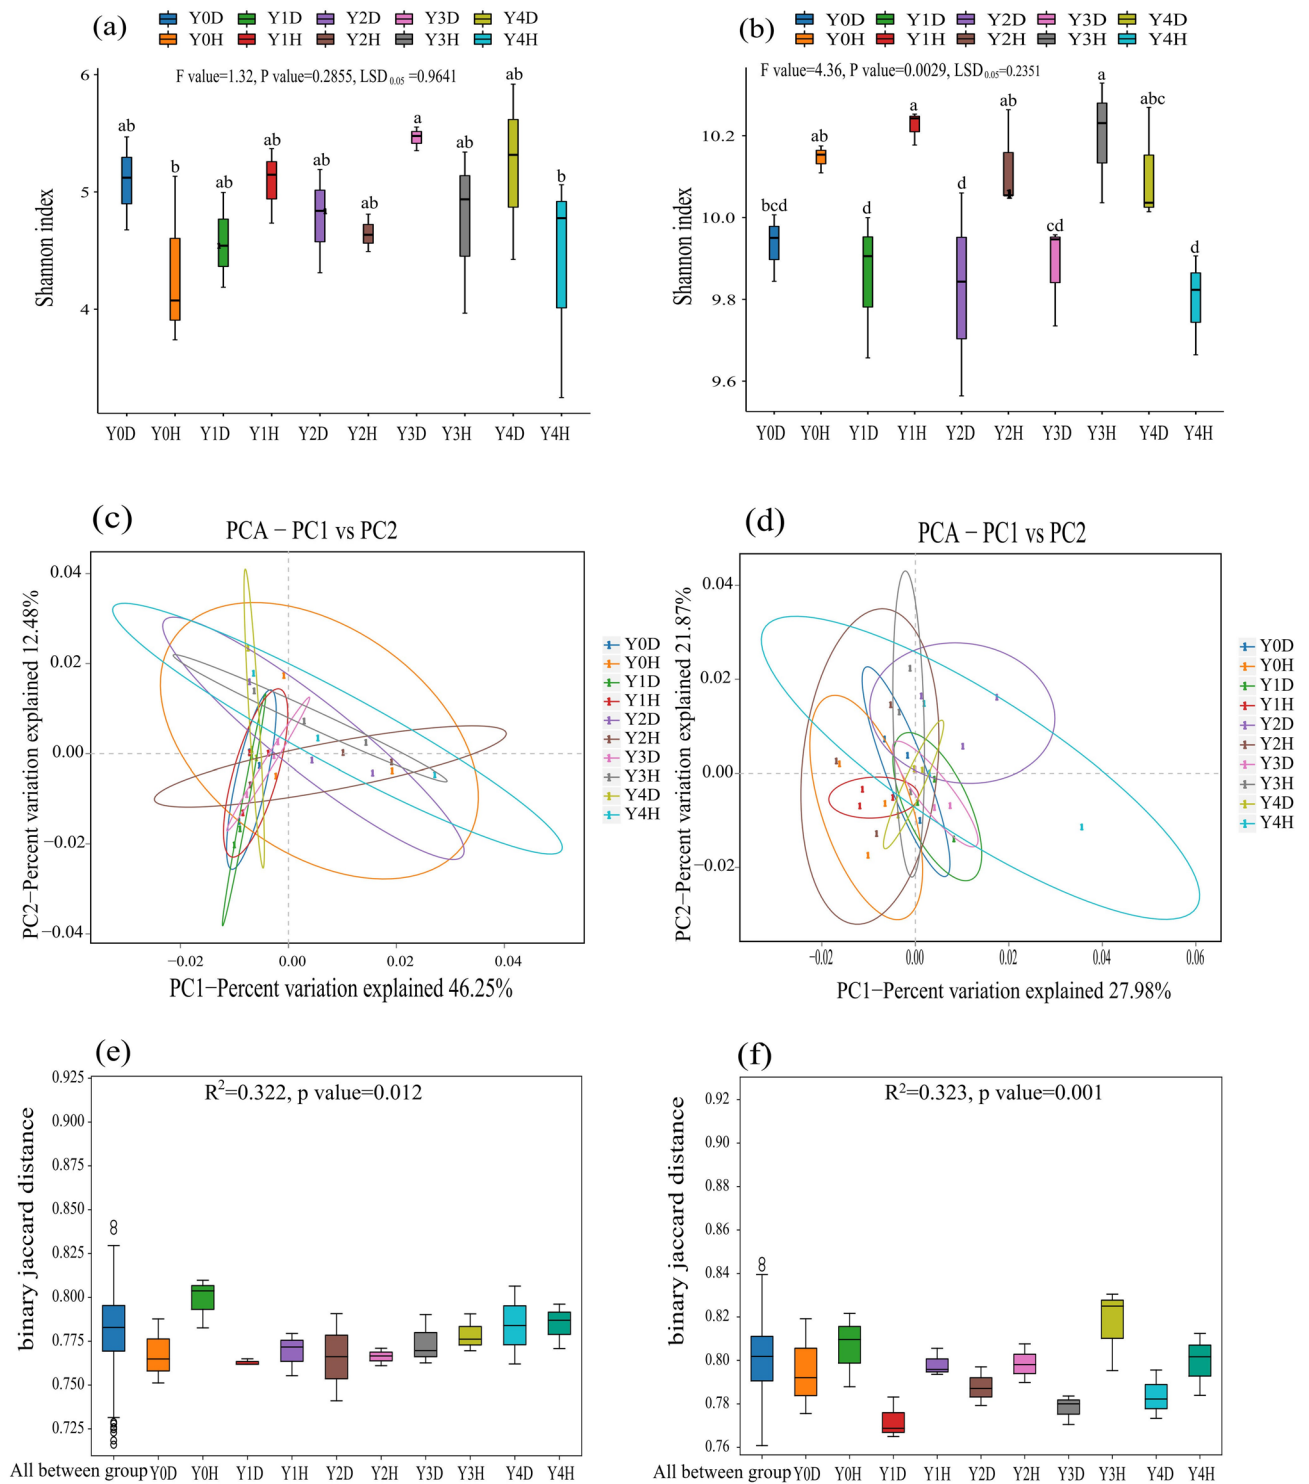 (a)
Y0D Y1D Y2D Y3D Y4D
Y0H Y1H Y2H Y3H Y4H
F value=1.32, P value=0.2855, LSD0.05 =0.9641
Shannon index
6
5
4
ab b ab ab ab ab a ab ab b
Y0D Y0H Y1D Y1H Y2D Y2H Y3D Y3H Y4D Y4H
(b)
Y0D Y1D Y2D Y3D Y4D
Y0H Y1H Y2H Y3H Y4H
F value=4.36, P value=0.0029, LSD0.05=0.2351
Shannon index
10.2
10.0
9.8
9.6
bcd ab d a d ab cd a abc d
Y0D Y0H Y1D Y1H Y2D Y2H Y3D Y3H Y4D Y4H
(c)
PCA − PC1 vs PC2
PC2−Percent variation explained 12.48%
0.04
0.02
0.00
−0.02
−0.04
−0.02 0.00 0.02 0.04
PC1−Percent variation explained 46.25%
Y0D
Y0H
Y1D
Y1H
Y2D
Y2H
Y3D
Y3H
Y4D
Y4H
(d)
PCA − PC1 vs PC2
PC2−Percent variation explained 21.87%
0.04
0.02
0.00
−0.02
−0.02 0.00 0.02 0.04 0.06
PC1−Percent variation explained 27.98%
Y0D
Y0H
Y1D
Y1H
Y2D
Y2H
Y3D
Y3H
Y4D
Y4H
(e)
R²=0.322, p value=0.012
binary jaccard distance
0.925
0.900
0.875
0.850
0.825
0.800
0.775
0.750
0.725
All between group Y0D Y0H Y1D Y1H Y2D Y2H Y3D Y3H Y4D Y4H
(f)
R²=0.323, p value=0.001
binary jaccard distance
0.92
0.90
0.88
0.86
0.84
0.82
0.80
0.78
0.76
All between group Y0D Y0H Y1D Y1H Y2D Y2H Y3D Y3H Y4D Y4H